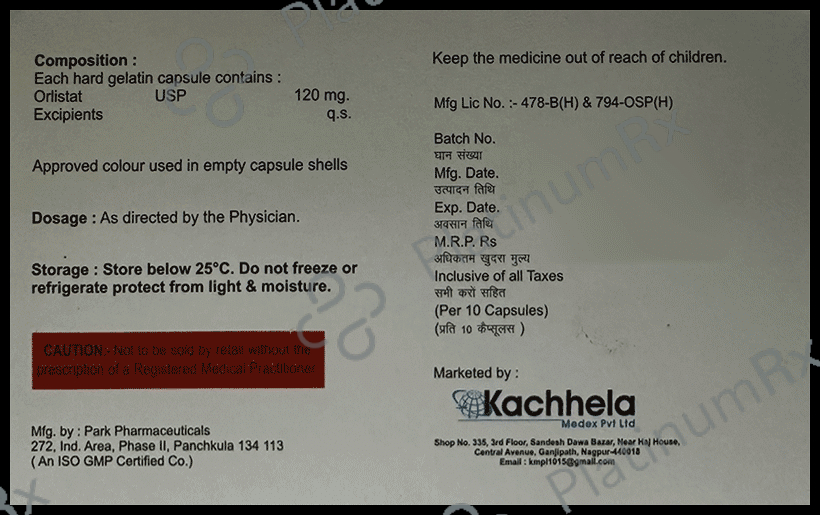 Composition :
Each hard gelatin capsule contains :
Orlistat USP 120 mg.
Excipients q.s.
Approved colour used in empty capsule shells
Dosage : As directed by the Physician.
Storage : Store below 25°C. Do not freeze or
refrigerate protect from light & moisture.
CAUTION:- Not to be sold by retail without the
prescription of a Registered Medical Practitioner
Mfg. by : Park Pharmaceuticals
272, Ind. Area, Phase II, Panchkula 134 113
( An ISO GMP Certified Co.)
Keep the medicine out of reach of children.
Mfg Lic No. :- 478-B(H) & 794-OSP(H)
Batch No.
घान संख्या
Mfg. Date.
उत्पादन तिथि
Exp. Date.
अवसान तिथि
M.R.P. Rs
अधिकतम खुदरा मुल्य
Inclusive of all Taxes
सभी करों सहित
(Per 10 Capsules)
(प्रति 10 कैप्सूलस )
Marketed by :
Kachhela
Medex Pvt Ltd
Shop No. 335, 3rd Floor, Sandesh Dawa Bazar, Near Haj House,
Central Avenue, Ganjipath, Nagpur-440018
Email : kmpl1015@gmail.com
PlatinumRx
PlatinumRx
PlatinumRx
PlatinumRx